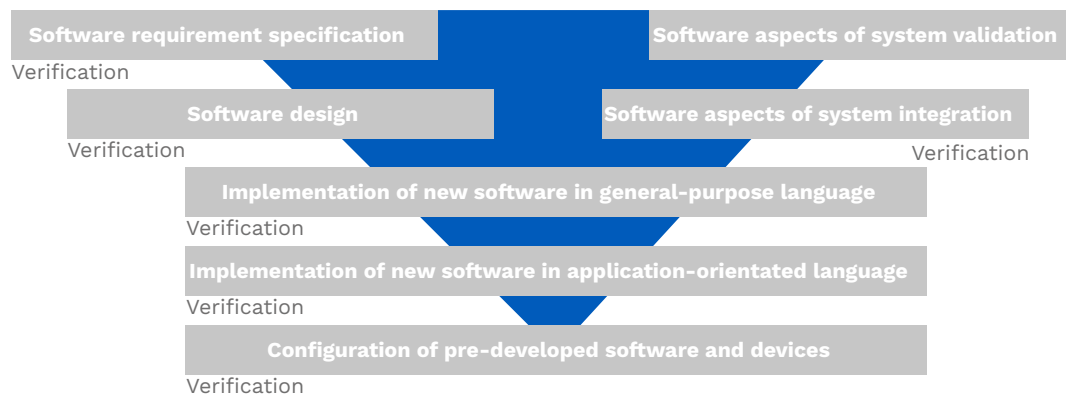 Software requirement specification
Software aspects of system validation
Verification
Software design
Software aspects of system integration
Verification
Verification
Implementation of new software in general-purpose language
Verification
Implementation of new software in application-orientated language
Verification
Configuration of pre-developed software and devices
Verification